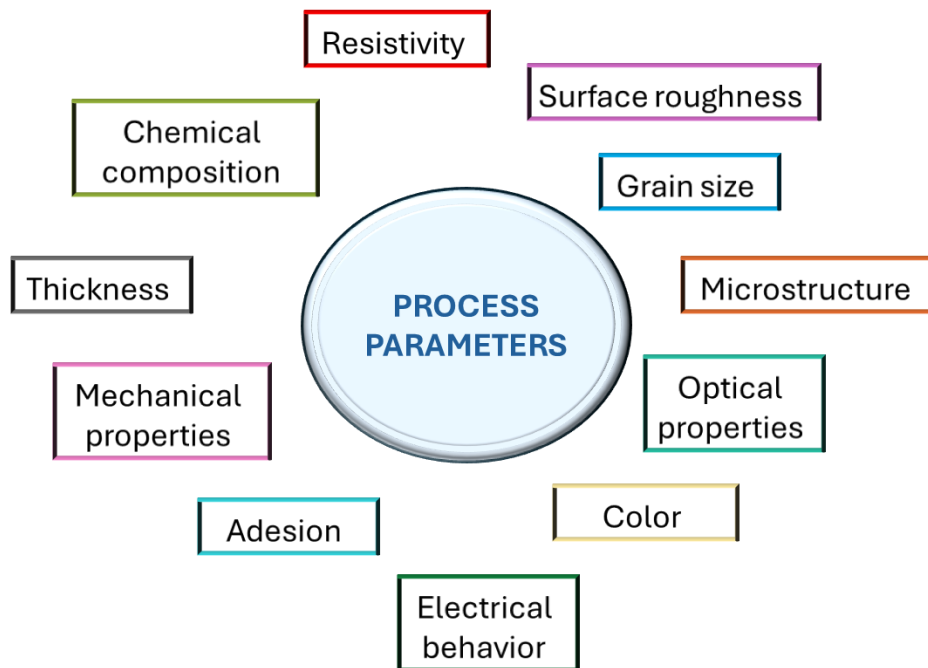 Resistivity
Surface roughness
Chemical
composition
Grain size
Thickness
Microstructure
PROCESS
PARAMETERS
Mechanical
properties
Optical
properties
Adesion
Color
Electrical
behavior